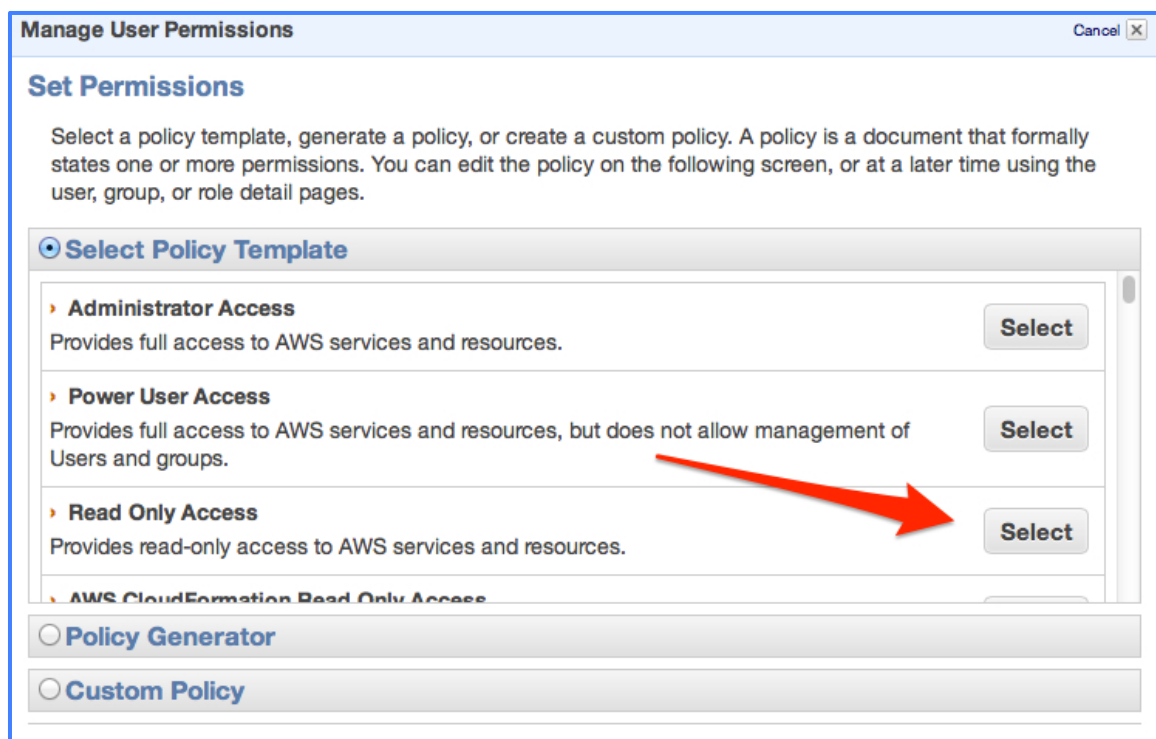 Manage User Permissions
Cancel
Set Permissions
Select a policy template, generate a policy, or create a custom policy. A policy is a document that formally
states one or more permissions. You can edit the policy on the following screen, or at a later time using the
user, group, or role detail pages.
Select Policy Template
Administrator Access
Provides full access to AWS services and resources.
Select
Power User Access
Provides full access to AWS services and resources, but does not allow management of
Users and groups.
Select
Read Only Access
Provides read-only access to AWS services and resources.
Select
AWS CloudFormation Read Only Access
Policy Generator
Custom Policy